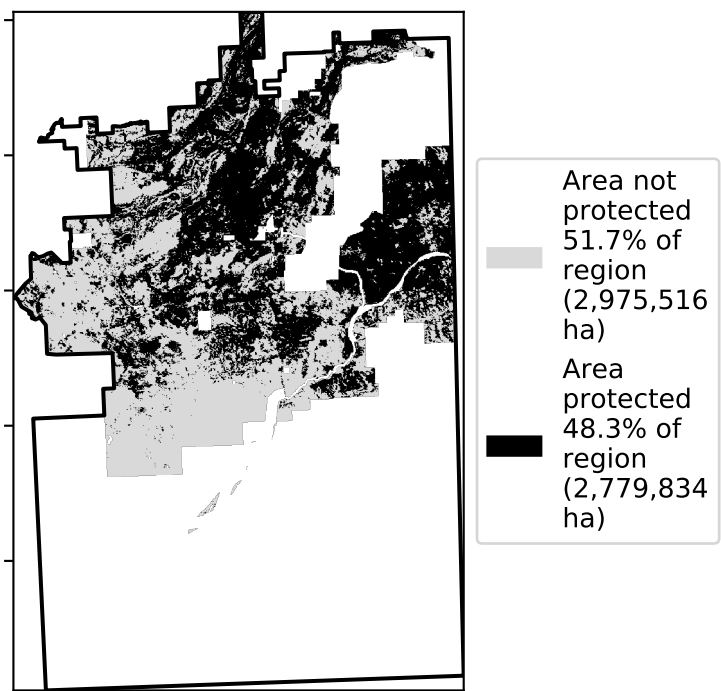 Area not
protected
51.7% of
region
(2,975,516
ha)
Area
protected
48.3% of
region
(2,779,834
ha)